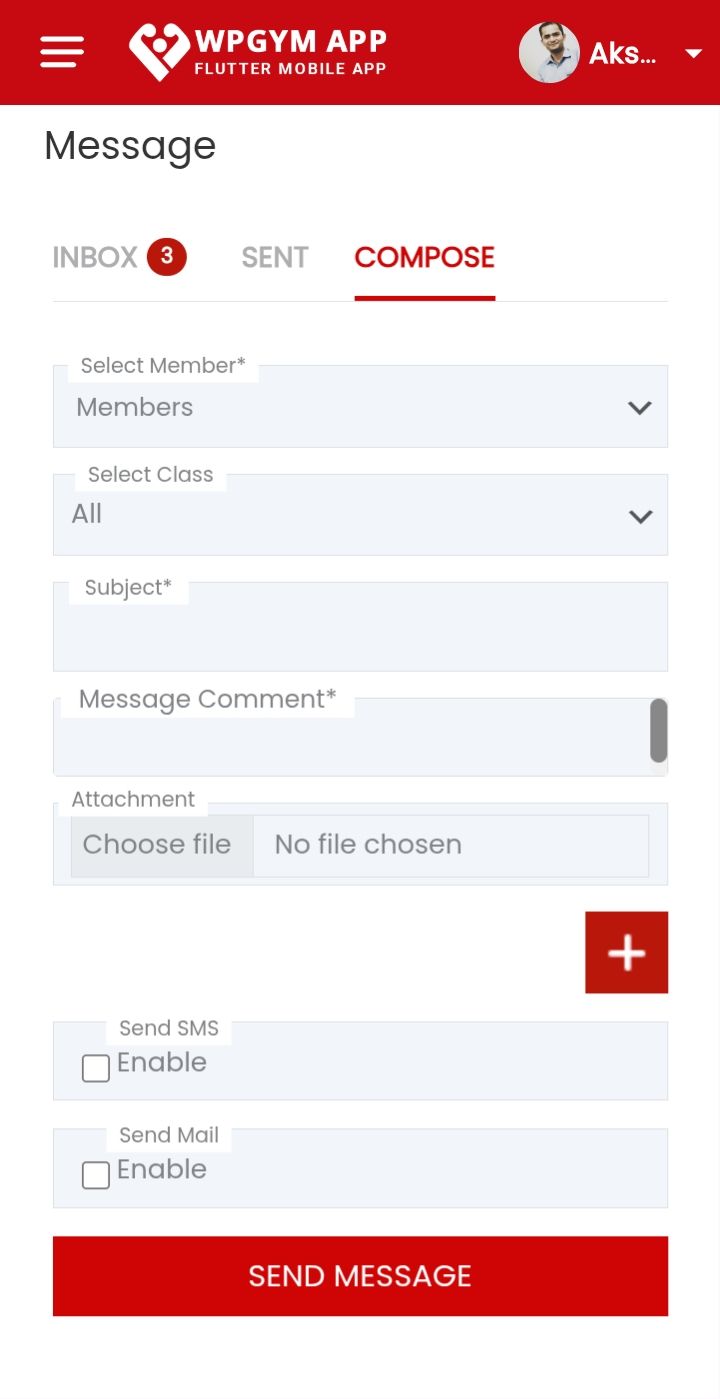 WPGYM APP
FLUTTER MOBILE APP
Aks...
Message
INBOX 3 SENT COMPOSE
Select Member*
Members
Select Class
All
Subject*
Message Comment*
Attachment
Choose file No file chosen
Send SMS
Enable
Send Mail
Enable
SEND MESSAGE